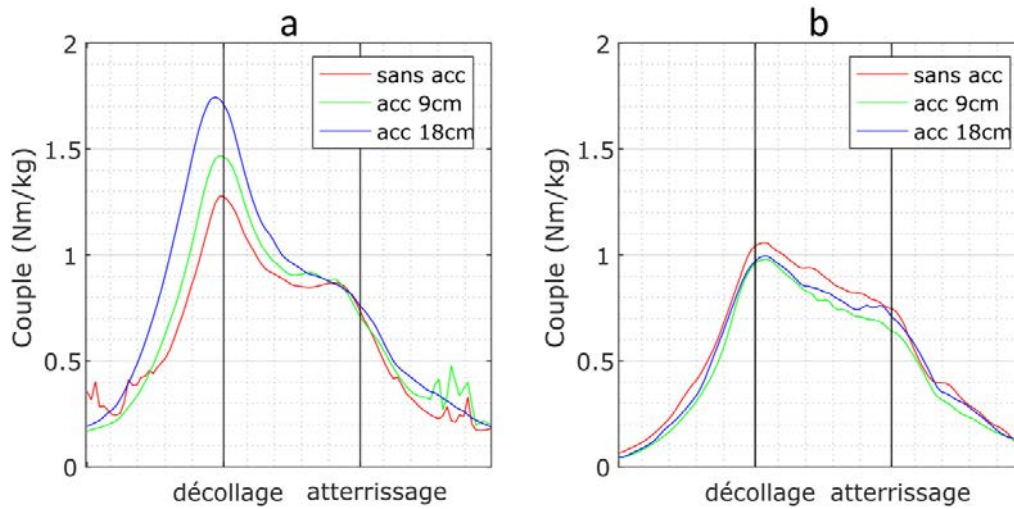 a
2
1.5
1
0.5
0
Couple (Nm/kg)
sans acc
acc 9cm
acc 18cm
décollage atterrissage
b
2
1.5
1
0.5
0
Couple (Nm/kg)
sans acc
acc 9cm
acc 18cm
décollage atterrissage